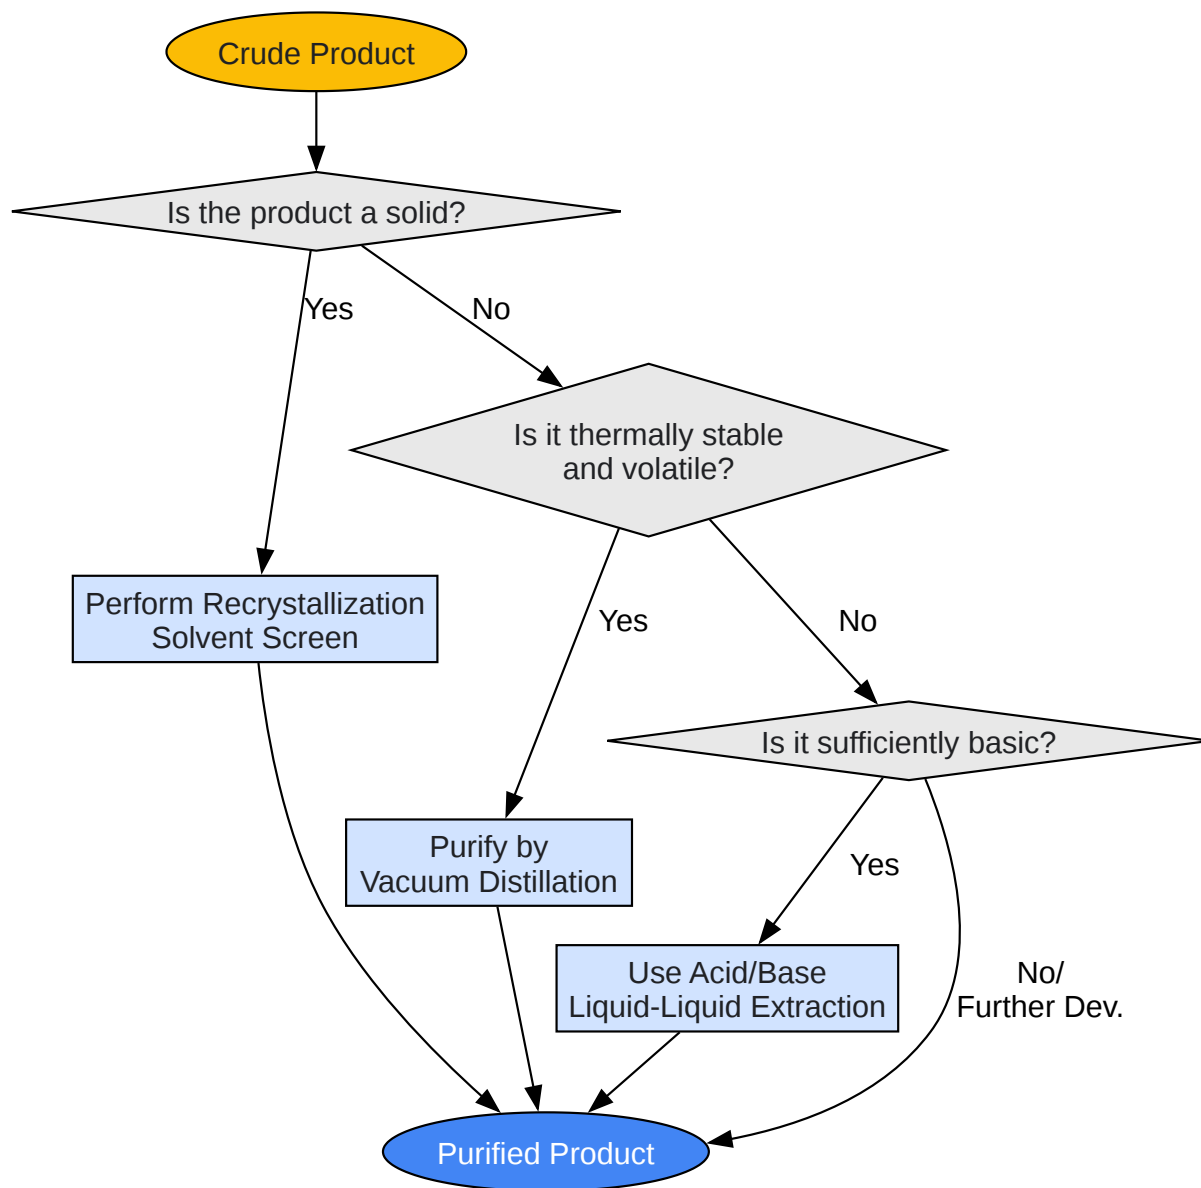 Crude Product
Is the product a solid?
Yes
No
Is it thermally stable
and volatile?
Perform Recrystallization
Solvent Screen
Yes
No
Is it sufficiently basic?
Purify by
Vacuum Distillation
Yes
Use Acid/Base
Liquid-Liquid Extraction
No/
Further Dev.
Purified Product